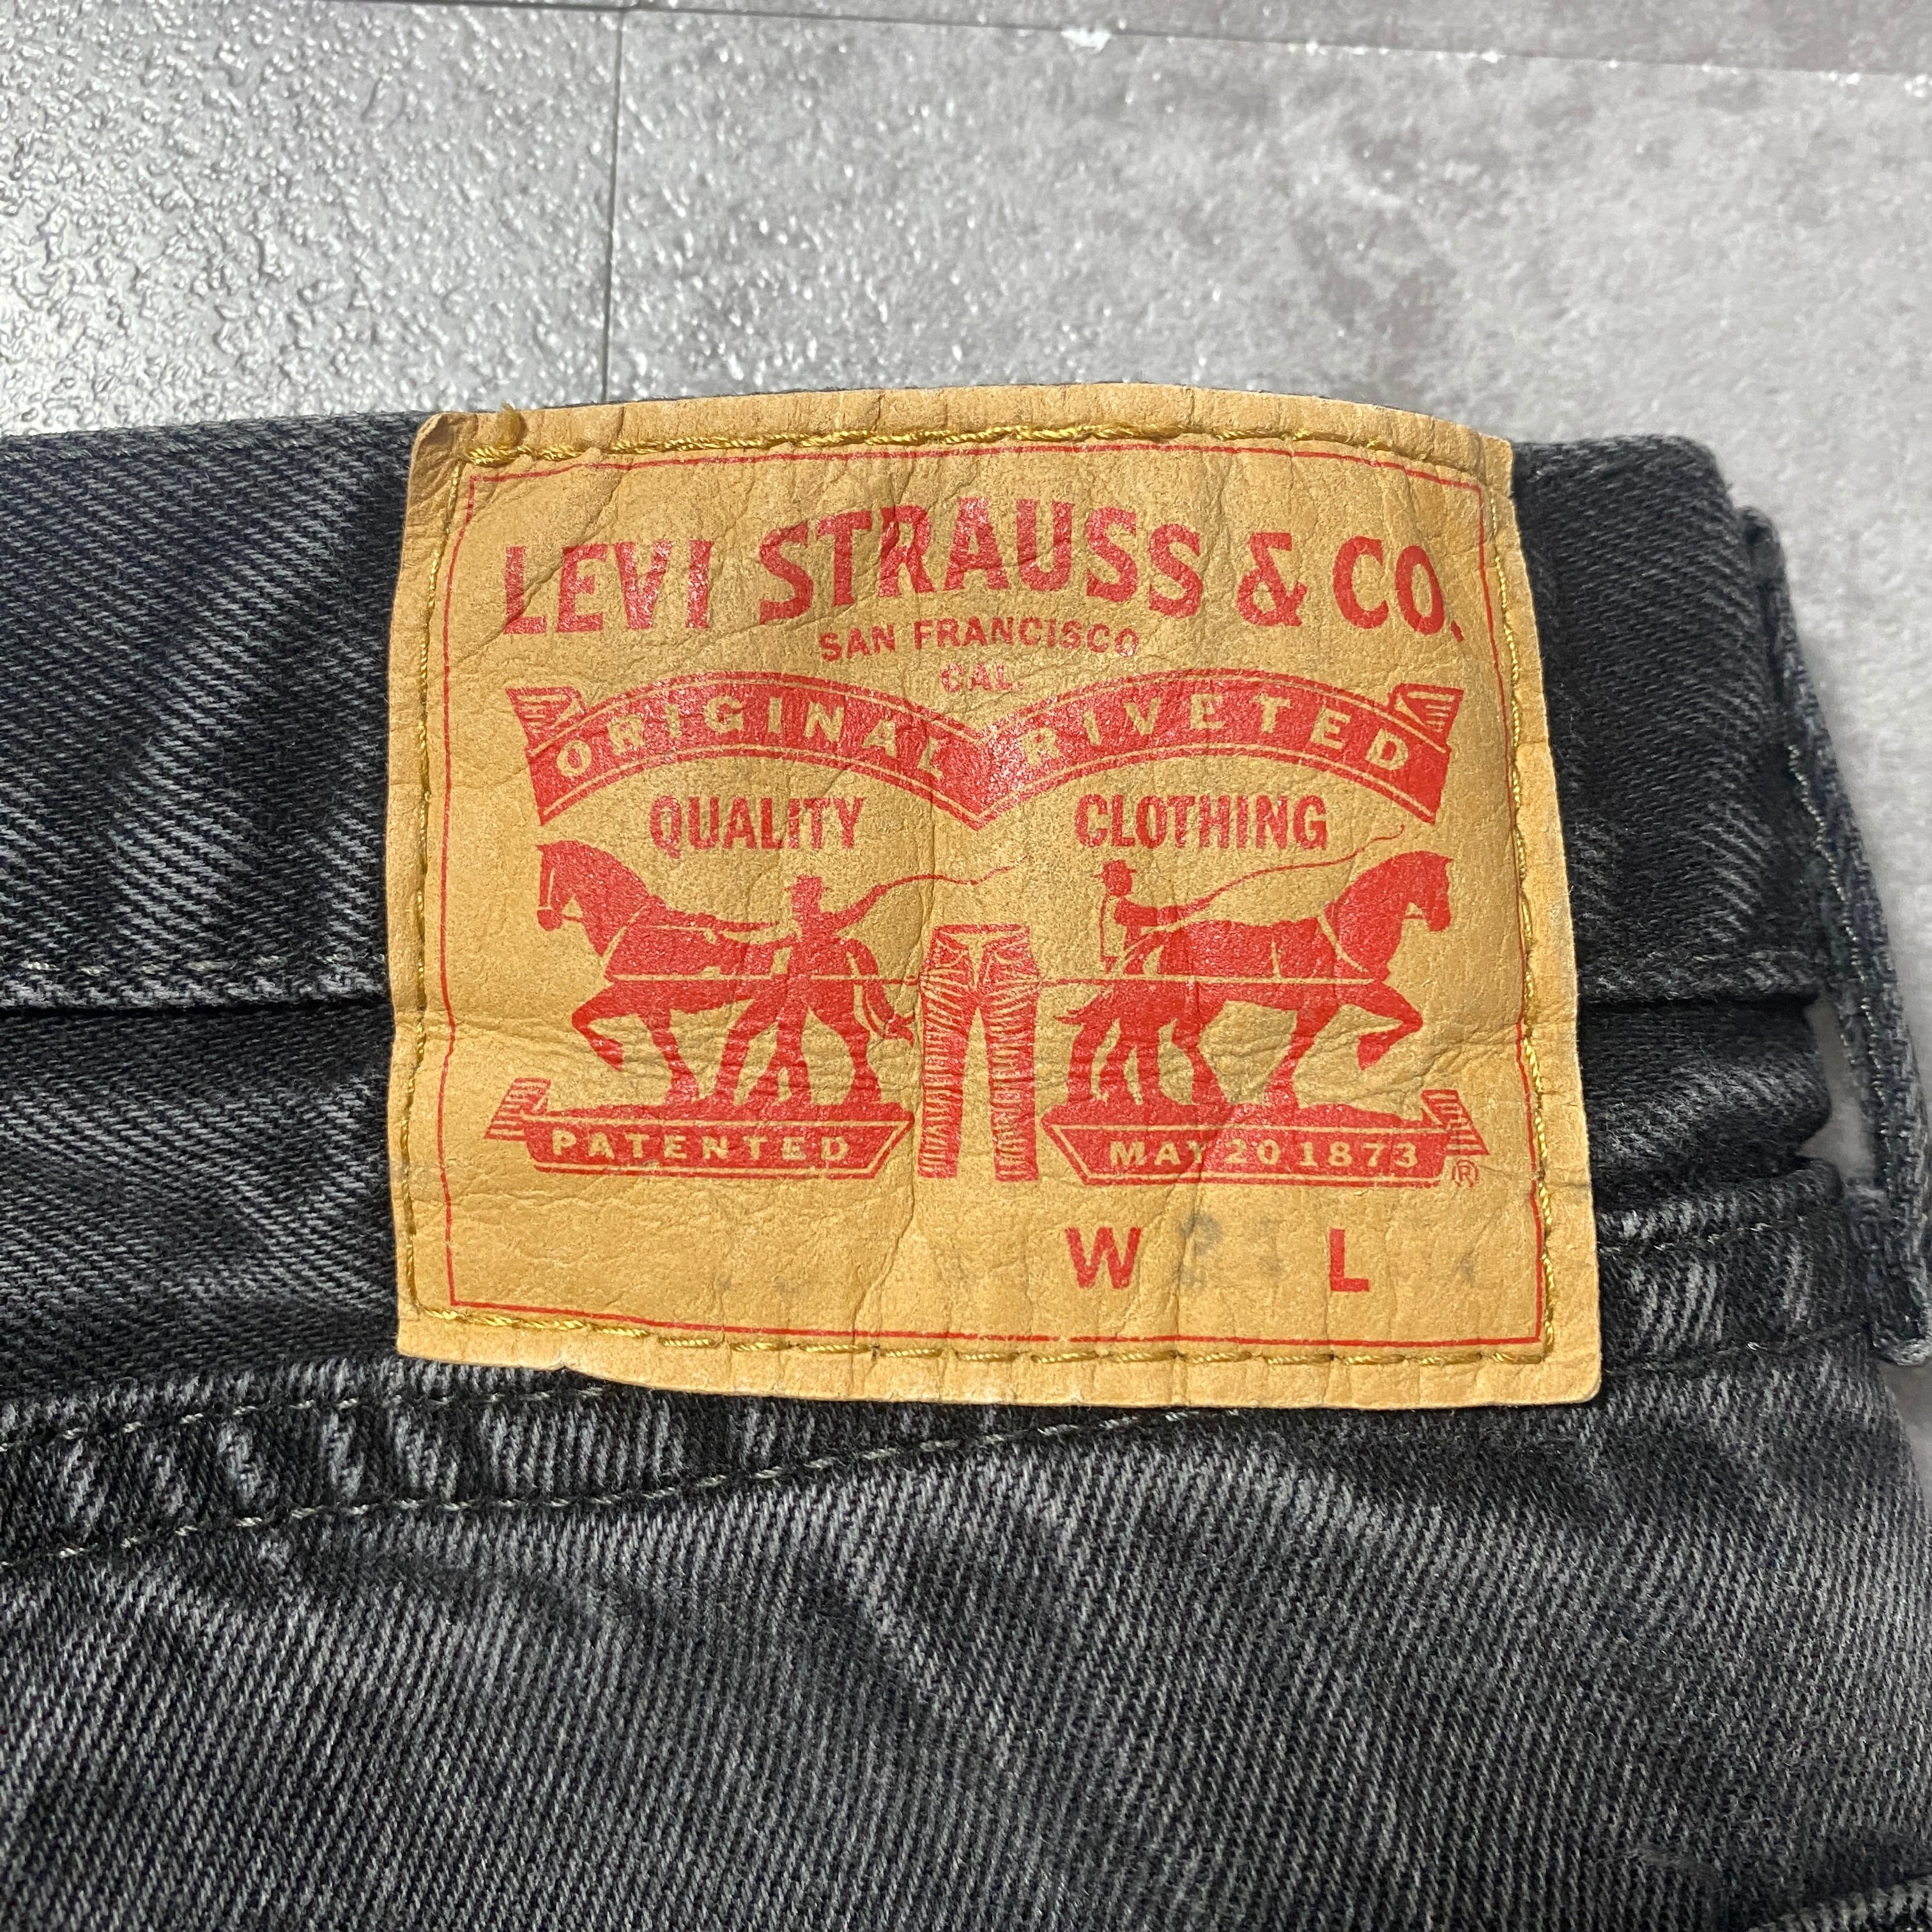 LEVI STRAUSS & CO.
SAN FRANCISCO
CAL.
ORIGINAL RIVETED
QUALITY CLOTHING
PATENTED MAY 20 1873 ®
W L